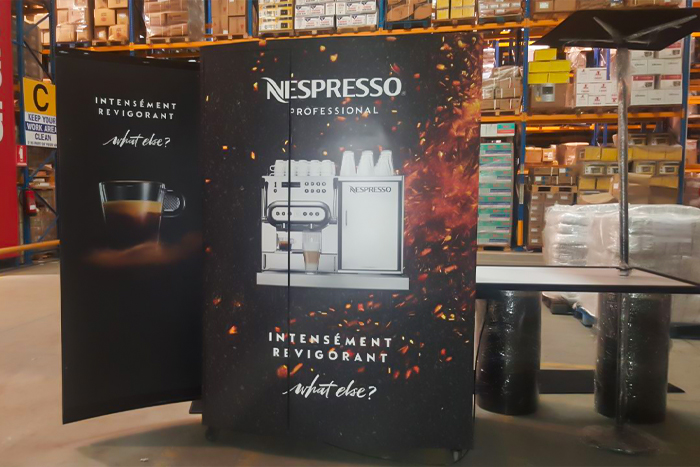 C
KEEP YOUR
WORK AREA
CLEAN
INTENSÉMENT
REVIGORANT
what else?
NESPRESSO
PROFESSIONAL
NESPRESSO
INTENSÉMENT
REVIGORANT
what else?